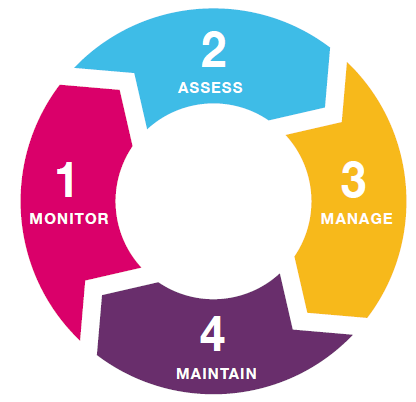 1
MONITOR
2
ASSESS
3
MANAGE
4
MAINTAIN